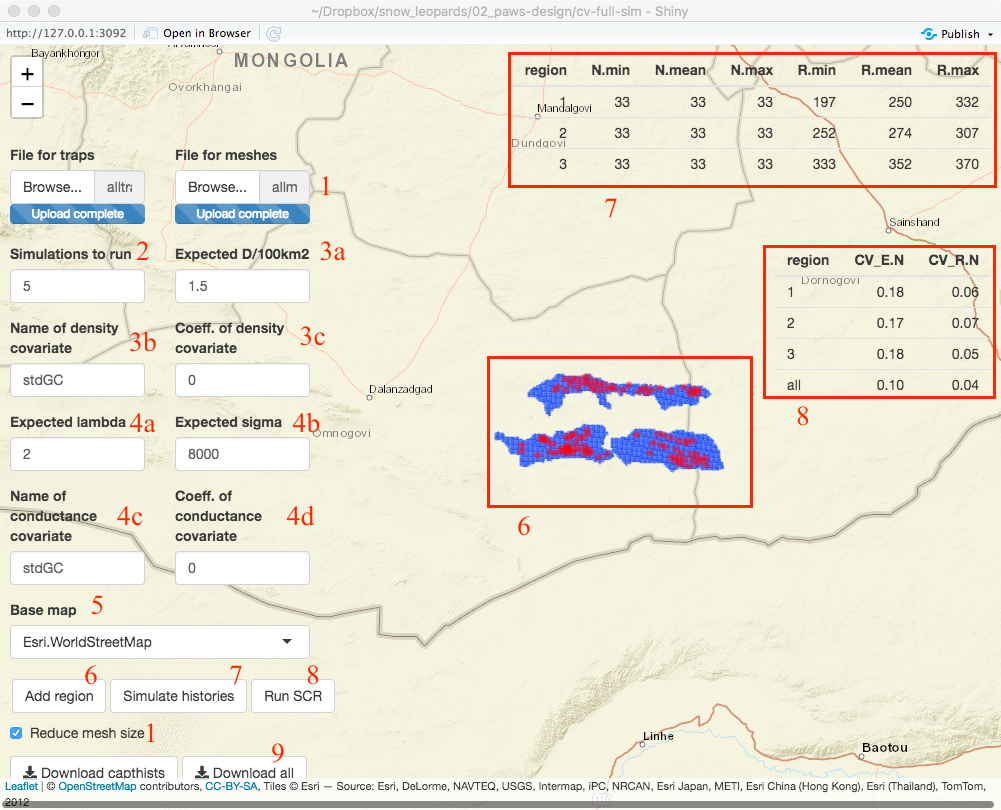 ~/Dropbox/snow_leopards/02_paws-design/cv-full-sim - Shiny
http://127.0.0.1:3092 Open in Browser Publish
Bayankhongor
MONGOLIA
Ovorkhangai
+
−
region N.min N.mean N.max R.min R.mean R.max
1 33 33 33 197 250 332
Mandalgovi
2 33 33 33 252 274 307
Dundgovi
3 33 33 33 333 352 370
7
File for traps File for meshes
Browse... alltra Browse... allm 1
Upload complete Upload complete
Sainshand
Simulations to run 2 Expected D/100km2 3a
5 1.5
region CV_E.N CV_R.N
Dornogovi
1 0.18 0.06
2 0.17 0.07
3 0.18 0.05
all 0.10 0.04
8
Name of density covariate 3b Coeff. of density covariate 3c
stdGC 0
Dalanzadgad
Expected lambda 4a Expected sigma 4b
Omnogovi
2 8000
6
Name of conductance covariate 4c Coeff. of conductance covariate 4d
stdGC 0
Base map 5
Esri.WorldStreetMap
6 7 8
Add region Simulate histories Run SCR
Reduce mesh size 1
9
Download capthists Download all
Linhe
Baotou
Leaflet | © OpenStreetMap contributors, CC-BY-SA, Tiles © Esri — Source: Esri, DeLorme, NAVTEQ, USGS, Intermap, iPC, NRCAN, Esri Japan, METI, Esri China (Hong Kong), Esri (Thailand), TomTom,
2012
110